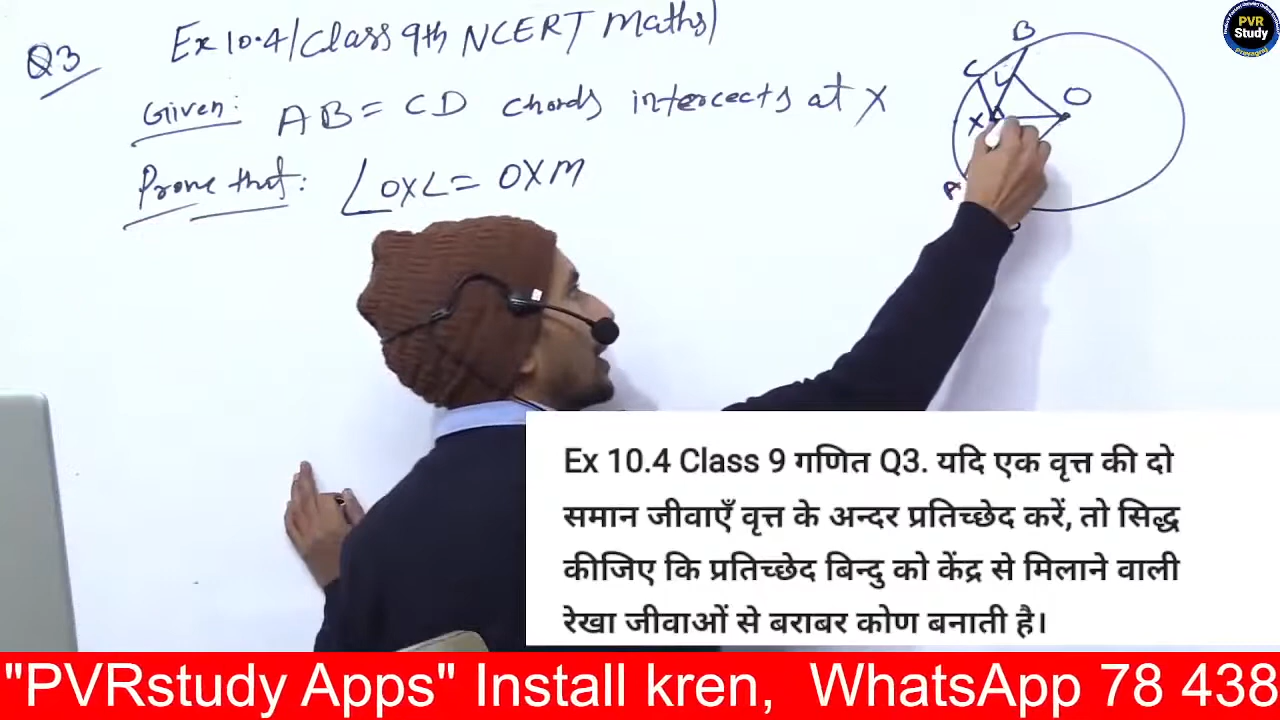 Q3 Ex 10.4/Class 9th NCERT Maths)
Given: AB = CD chords intercects at X
Prove that: ∠OXL = OXM
B
C
L
O
X
A
PVR
Study
Prayagraj
Ex 10.4 Class 9 गणित Q3. यदि एक वृत्त की दो
समान जीवाएँ वृत्त के अन्दर प्रतिच्छेद करें, तो सिद्ध
कीजिए कि प्रतिच्छेद बिन्दु को केंद्र से मिलाने वाली
रेखा जीवाओं से बराबर कोण बनाती है।
"PVRstudy Apps" Install kren, WhatsApp 78 438